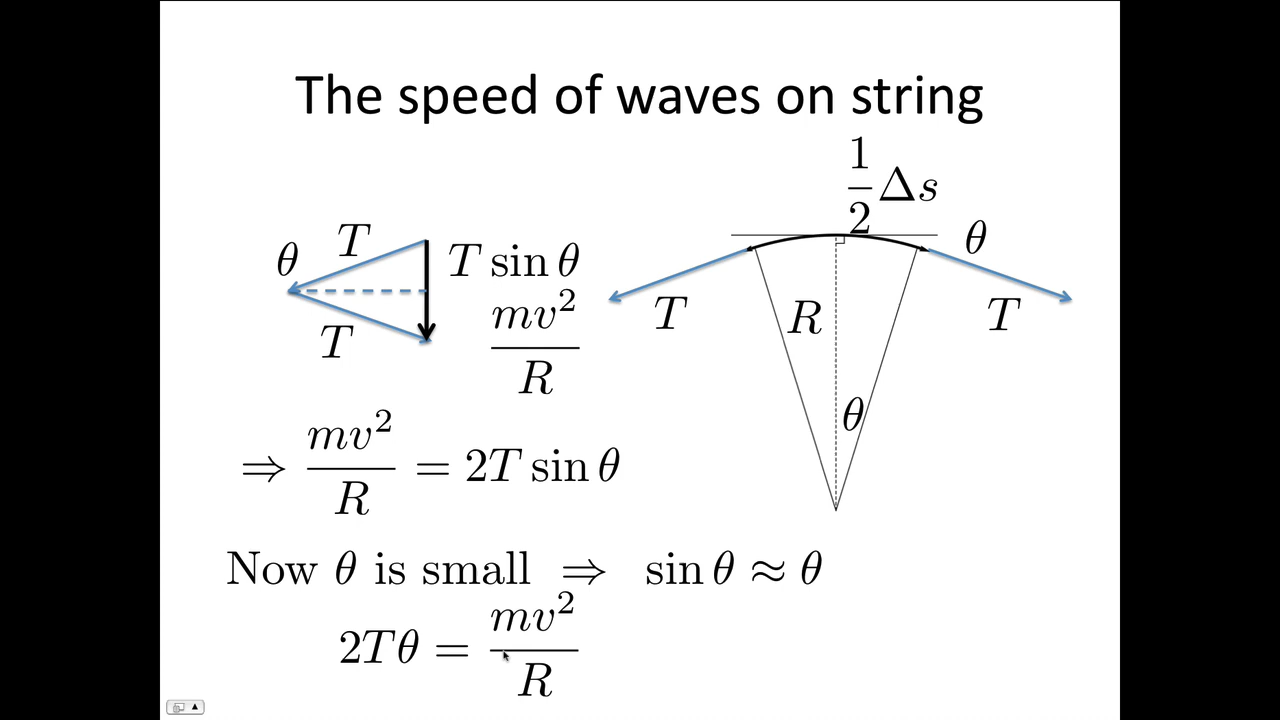 The speed of waves on string
θ T T sin θ
T
mv²/R
1/2 Δs
θ
T R T
θ
⇒ mv²/R = 2T sin θ
Now θ is small ⇒ sin θ ≈ θ
2Tθ = mv²/R